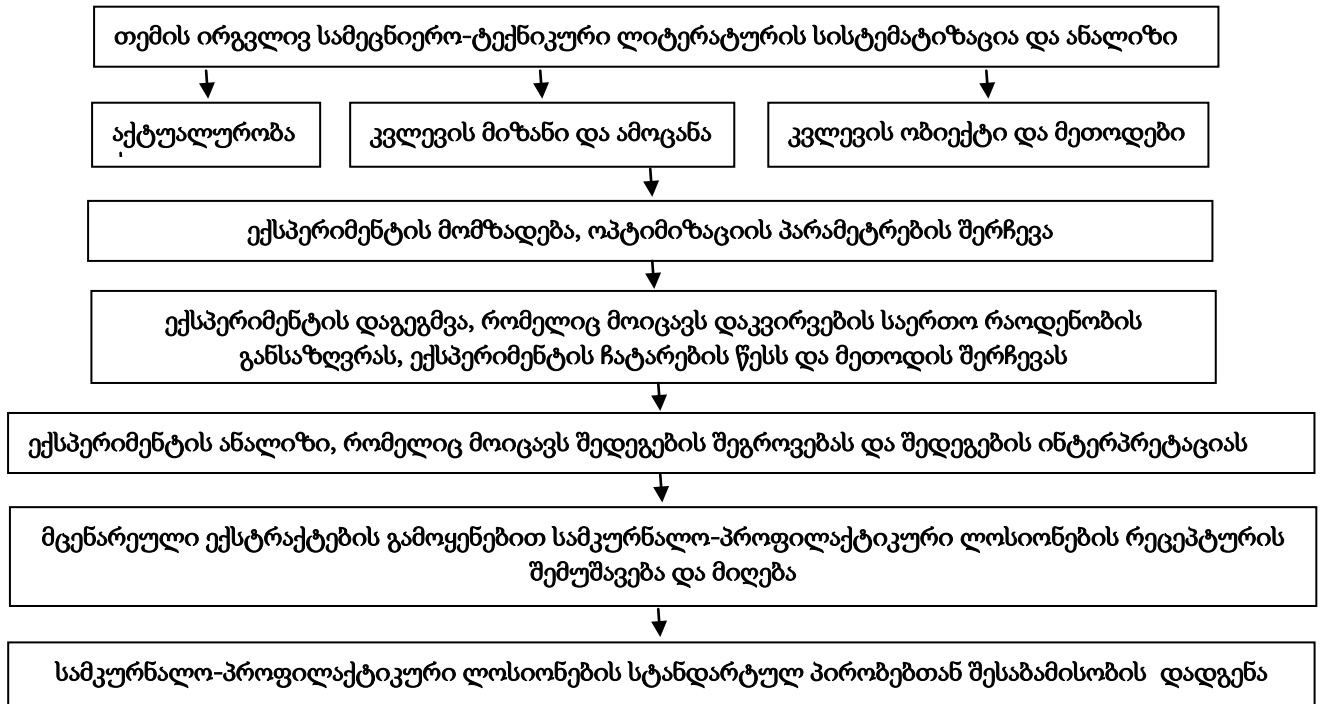 თემის ირგვლივ სამეცნიერო-ტექნიკური ლიტერატურის სისტემატიზაცია და ანალიზი
აქტუალურობა
კვლევის მიზანი და ამოცანა
კვლევის ობიექტი და მეთოდები
ექსპერიმენტის მომზადება, ოპტიმიზაციის პარამეტრების შერჩევა
ექსპერიმენტის დაგეგმვა, რომელიც მოიცავს დაკვირვების საერთო რაოდენობის
განსაზღვრას, ექსპერიმენტის ჩატარების წესს და მეთოდის შერჩევას
ექსპერიმენტის ანალიზი, რომელიც მოიცავს შედეგების შეგროვებას და შედეგების ინტერპრეტაციას
მცენარეული ექსტრაქტების გამოყენებით სამკურნალო-პროფილაქტიკური ლოსიონების რეცეპტურის
შემუშავება და მიღება
სამკურნალო-პროფილაქტიკური ლოსიონების სტანდარტულ პირობებთან შესაბამისობის დადგენა